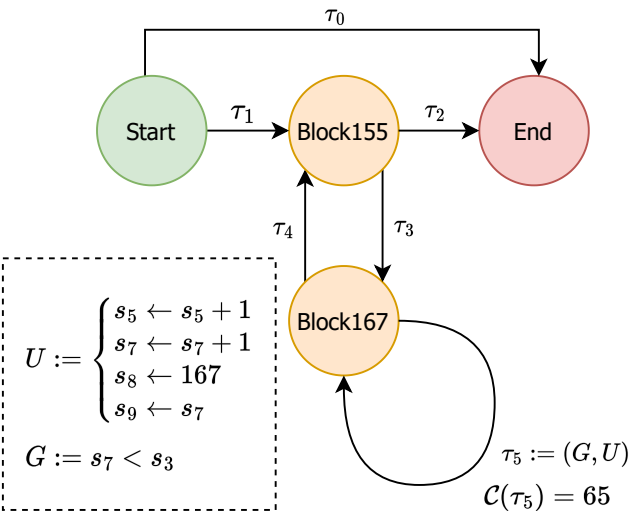 τ₀
Start
τ₁
Block155
τ₂
End
τ₄
τ₃
Block167
U := { s₅ ← s₅ + 1
s₇ ← s₇ + 1
s₈ ← 167
s₉ ← s₇
G := s₇ < s₃
τ₅ := (G, U)
𝒞(τ₅) = 65